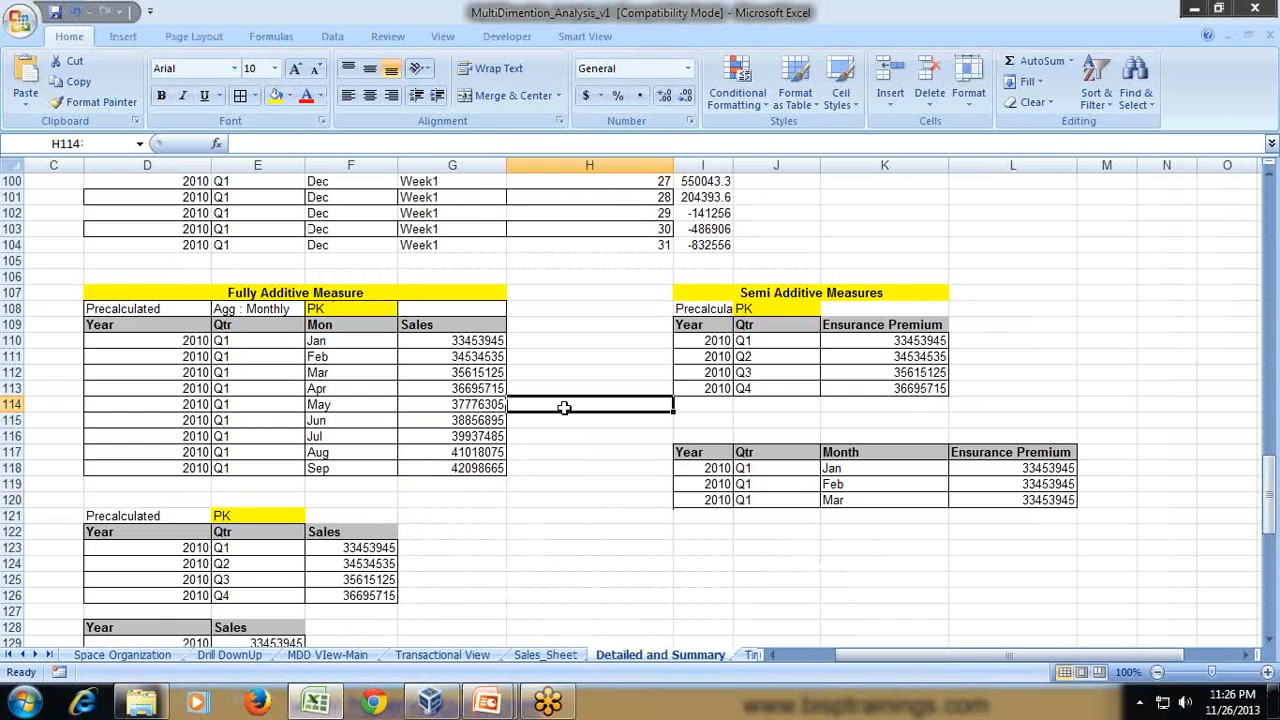 MultiDimention_Analysis_v1 [Compatibility Mode] - Microsoft Excel
Home Insert Page Layout Formulas Data Review View Developer Smart View
Paste Cut Arial 10 Wrap Text General Conditional Formatting Format as Table Cell Styles Insert Delete Format AutoSum Sort & Filter Find & Select
Copy Fill
Format Painter B I U Merge & Center $ % , Clear
Clipboard Font Alignment Number Styles Cells Editing
H114 fx
C D E F G H I J K L M N O
100 2010 Q1 Dec Week1 27 550043.3
101 2010 Q1 Dec Week1 28 204393.6
102 2010 Q1 Dec Week1 29 -141256
103 2010 Q1 Dec Week1 30 -486906
104 2010 Q1 Dec Week1 31 -832556
105
106
107 Fully Additive Measure Semi Additive Measures
108 Precalculated Agg : Monthly PK Precalcula PK
109 Year Qtr Mon Sales Year Qtr Ensurance Premium
110 2010 Q1 Jan 33453945 2010 Q1 33453945
111 2010 Q1 Feb 34534535 2010 Q2 34534535
112 2010 Q1 Mar 35615125 2010 Q3 35615125
113 2010 Q1 Apr 36695715 2010 Q4 36695715
114 2010 Q1 May 37776305
115 2010 Q1 Jun 38856895
116 2010 Q1 Jul 39937485
117 2010 Q1 Aug 41018075 Year Qtr Month Ensurance Premium
118 2010 Q1 Sep 42098665 2010 Q1 Jan 33453945
119 2010 Q1 Feb 33453945
120 2010 Q1 Mar 33453945
121 Precalculated PK
122 Year Qtr Sales
123 2010 Q1 33453945
124 2010 Q2 34534535
125 2010 Q3 35615125
126 2010 Q4 36695715
127
128 Year Sales
129 2010 33453945
Space Organization Drill DownUp MDD VIew-Main Transactional View Sales_Sheet Detailed and Summary
Ready 100%
11:26 PM
11/26/2013